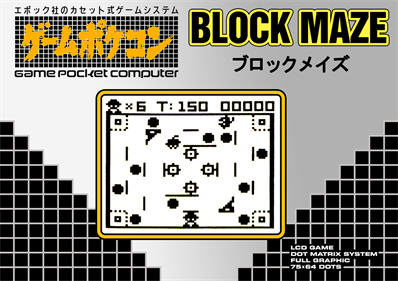 エポック社のカセット式ゲームシステム
ゲームポケコン
Game Pocket Computer
BLOCK MAZE
ブロックメイズ
×6 T:150 00000
LCD GAME
DOT MATRIX SYSTEM
FULL GRAPHIC
75×64 DOTS